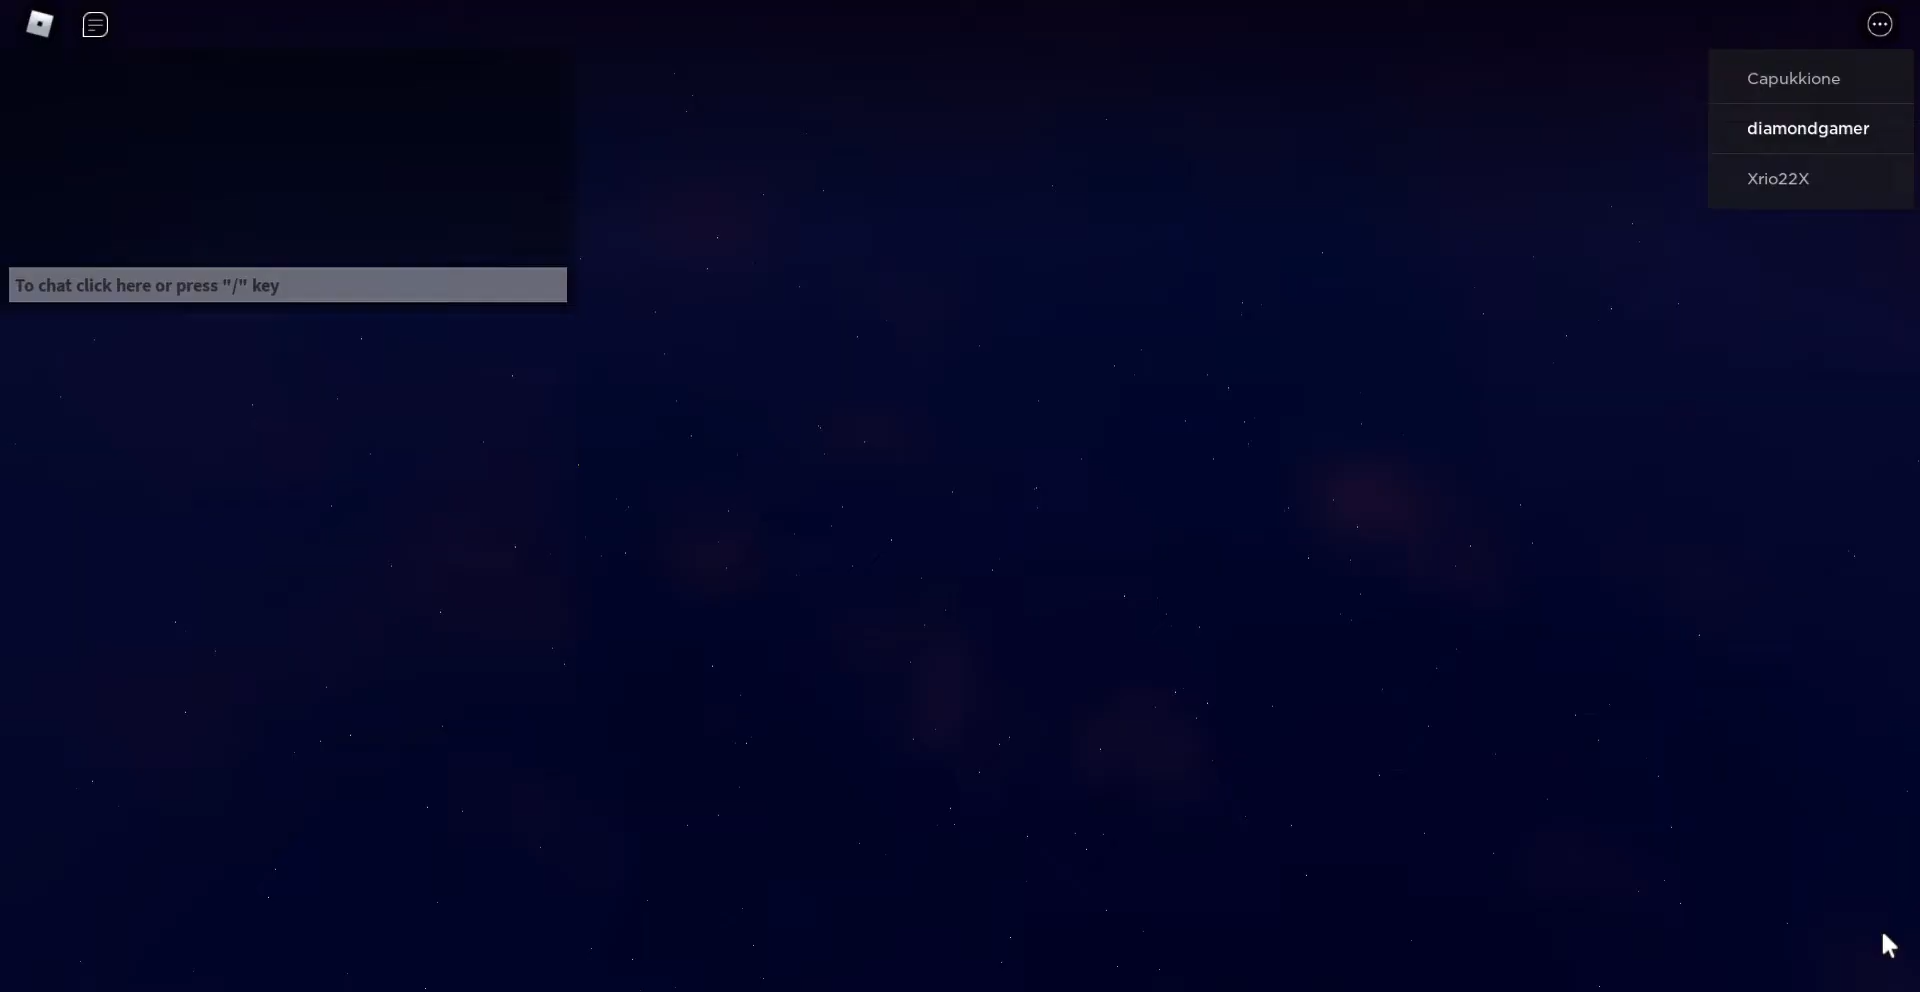 To chat click here or press "/" key
Capukkione
diamondgamer
Xrio22X